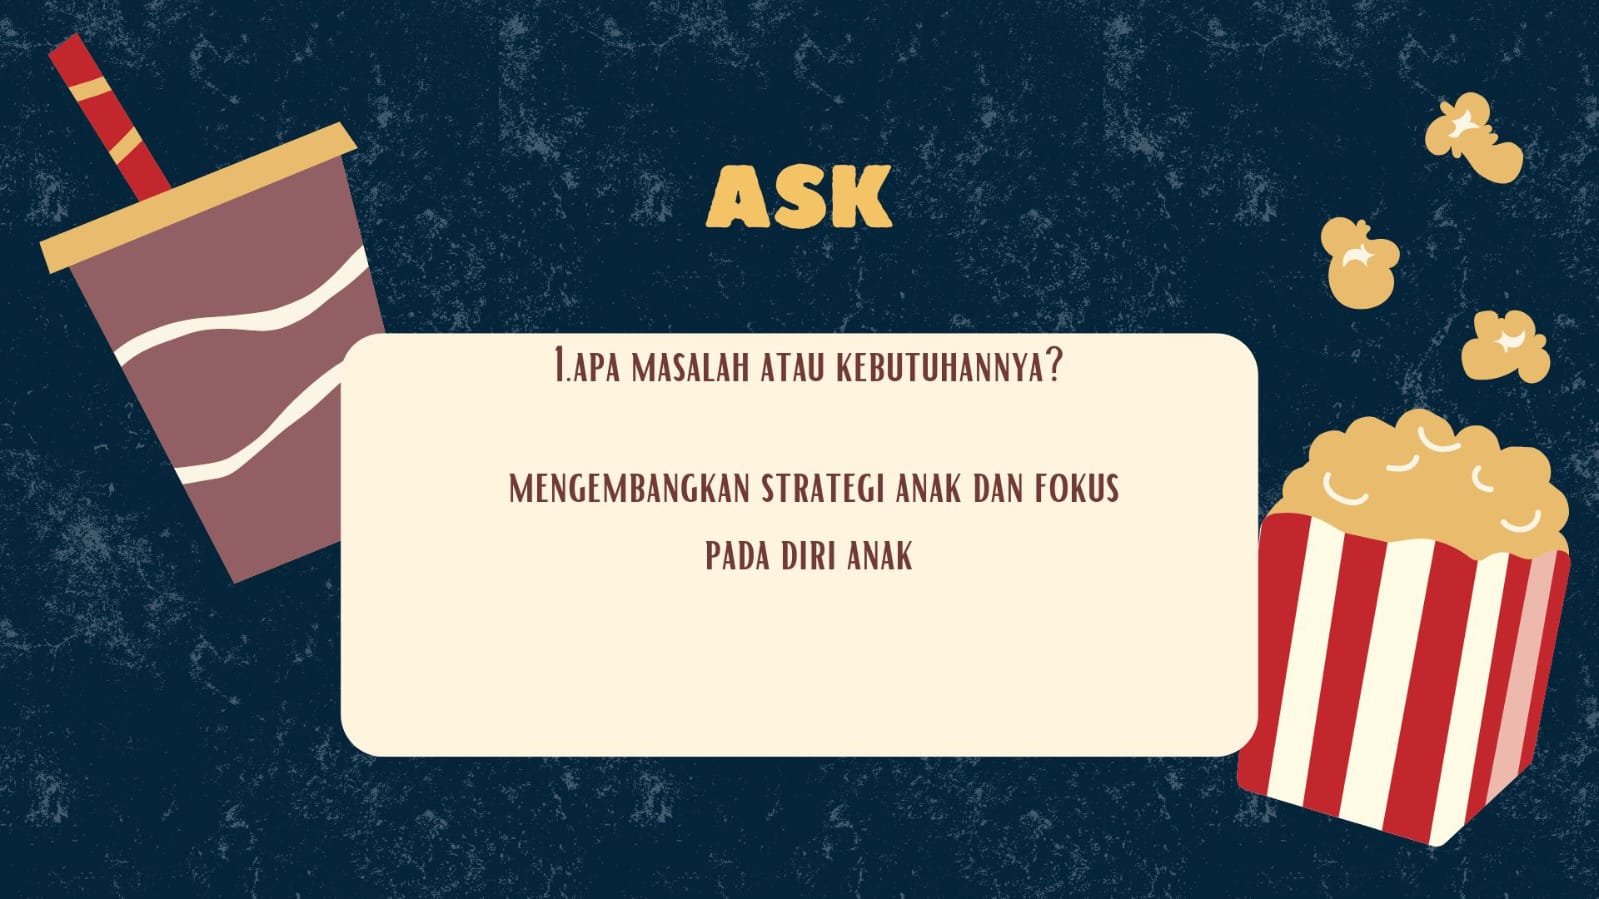 ASK
1.APA MASALAH ATAU KEBUTUHANNYA?
MENGEMBANGKAN STRATEGI ANAK DAN FOKUS
PADA DIRI ANAK